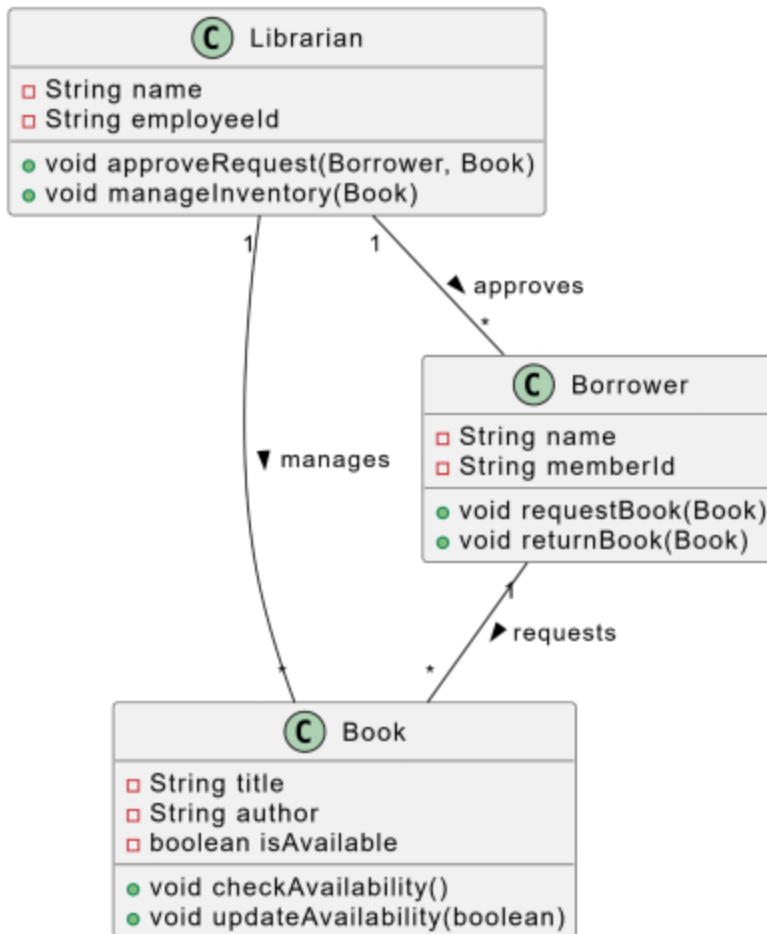 C Librarian
String name
String employeeId
void approveRequest(Borrower, Book)
void manageInventory(Book)
1
1
approves
*
C Borrower
String name
String memberId
void requestBook(Book)
void returnBook(Book)
manages
1
requests
*
*
C Book
String title
String author
boolean isAvailable
void checkAvailability()
void updateAvailability(boolean)